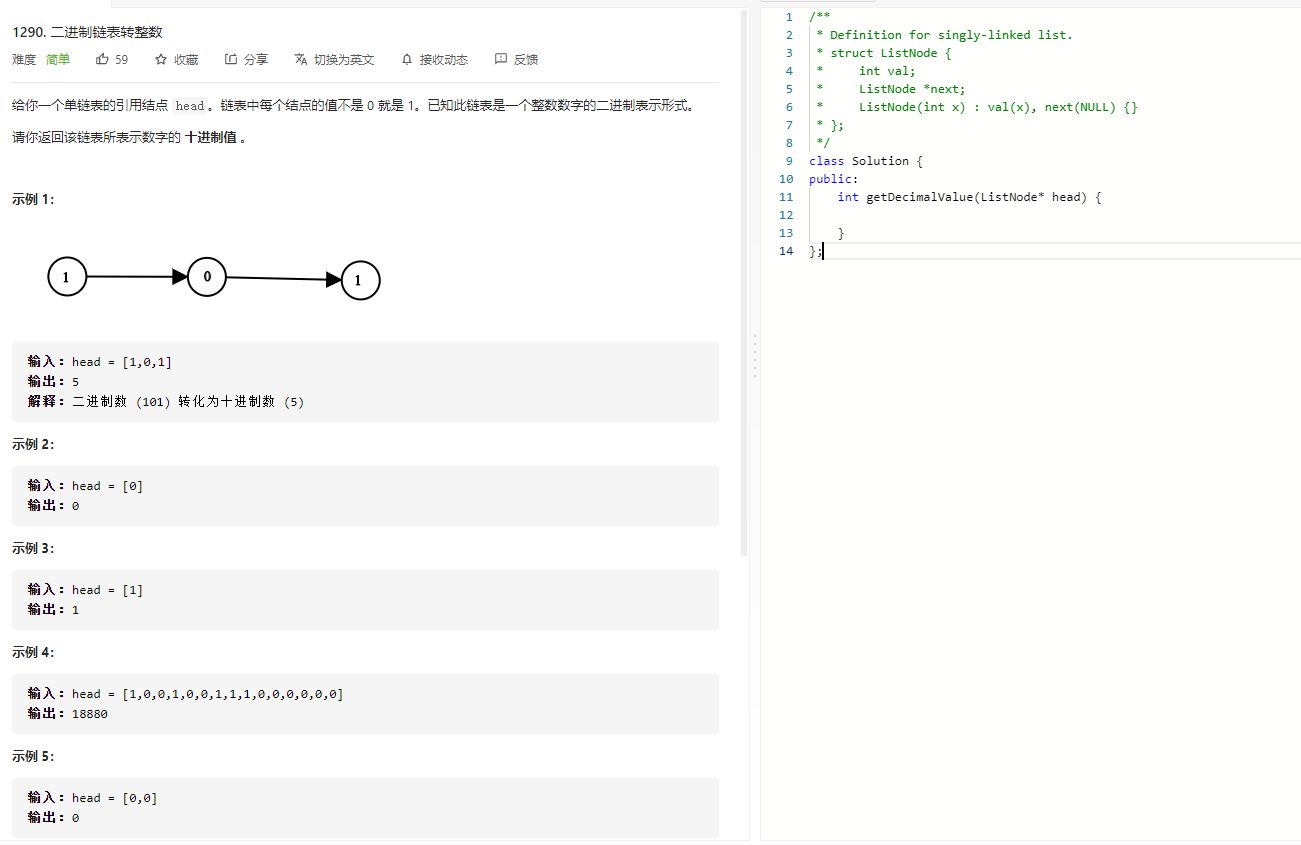 1290. 二进制链表转整数
难度 简单 59 收藏 分享 切换为英文 接收动态 反馈
给你一个单链表的引用结点 head。链表中每个结点的值不是 0 就是 1。已知此链表是一个整数数字的二进制表示形式。
请你返回该链表所表示数字的 十进制值 。
示例 1：
1 0 1
输入：head = [1,0,1]
输出：5
解释：二进制数 (101) 转化为十进制数 (5)
示例 2：
输入：head = [0]
输出：0
示例 3：
输入：head = [1]
输出：1
示例 4：
输入：head = [1,0,0,1,0,0,1,1,1,0,0,0,0,0,0]
输出：18880
示例 5：
输入：head = [0,0]
输出：0
1 /**
2 * Definition for singly-linked list.
3 * struct ListNode {
4 *     int val;
5 *     ListNode *next;
6 *     ListNode(int x) : val(x), next(NULL) {}
7 * };
8 */
9 class Solution {
10 public:
11     int getDecimalValue(ListNode* head) {
12
13     }
14 };